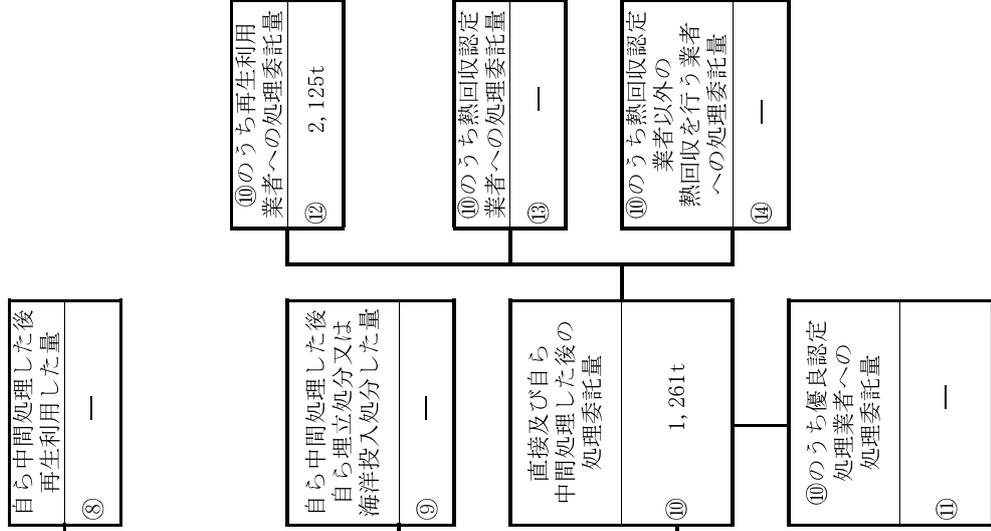 自ら中間処理した後
再生利用した量
⑧
―
自ら中間処理した後
自ら埋立処分又は
海洋投入処分した量
⑨
―
直接及び自ら
中間処理した後の
処理委託量
⑩
1,261t
⑩のうち優良認定
処理業者への
処理委託量
⑪
―
⑩のうち再生利用
業者への処理委託量
⑫
2,125t
⑩のうち熱回収認定
業者への処理委託量
⑬
―
⑩のうち熱回収認定
業者以外の
熱回収を行う業者
への処理委託量
⑭
―